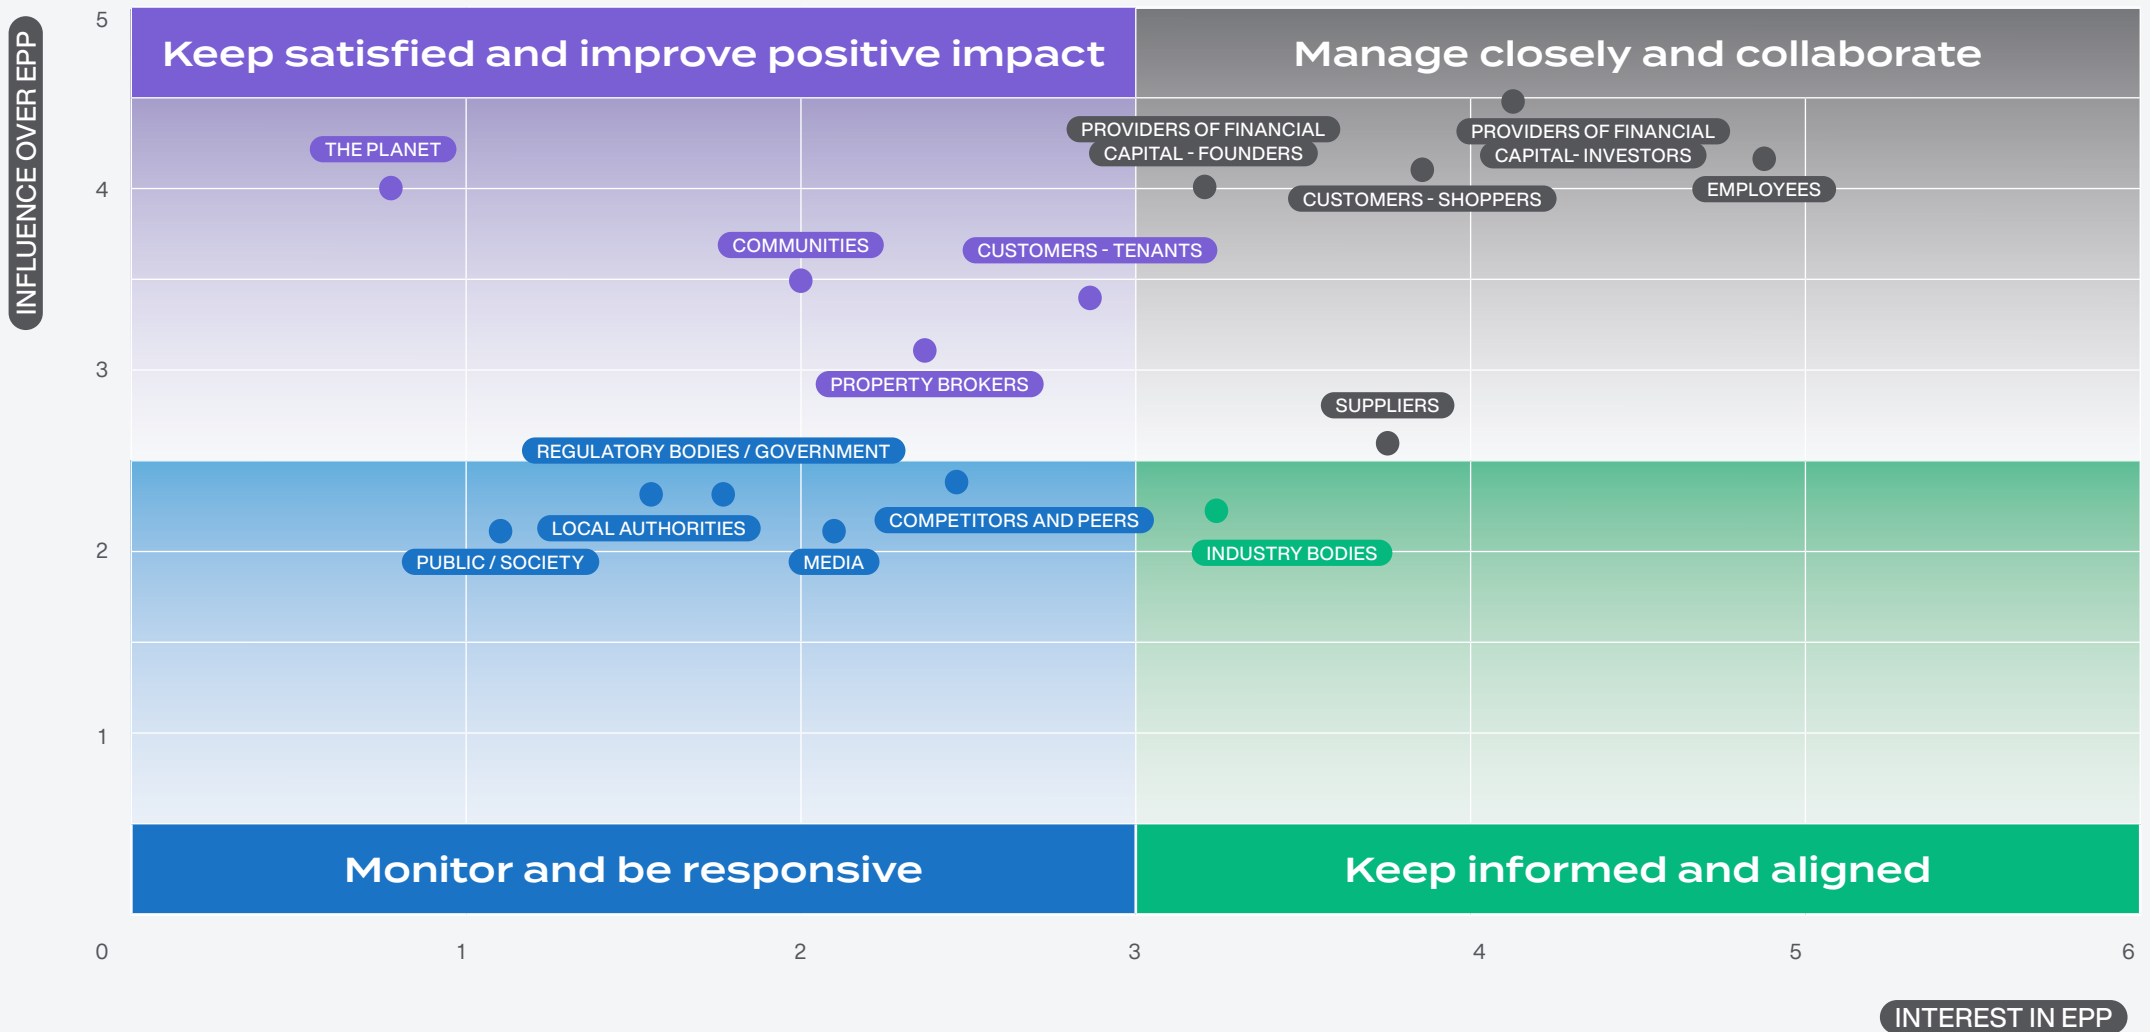 INFLUENCE OVER EPP
5
Keep satisfied and improve positive impact
Manage closely and collaborate
THE PLANET
PROVIDERS OF FINANCIAL
CAPITAL - FOUNDERS
PROVIDERS OF FINANCIAL
CAPITAL- INVESTORS
4
CUSTOMERS - SHOPPERS
EMPLOYEES
COMMUNITIES
CUSTOMERS - TENANTS
3
PROPERTY BROKERS
SUPPLIERS
REGULATORY BODIES / GOVERNMENT
LOCAL AUTHORITIES
COMPETITORS AND PEERS
2
PUBLIC / SOCIETY
MEDIA
INDUSTRY BODIES
1
Monitor and be responsive
Keep informed and aligned
0 1 2 3 4 5 6
INTEREST IN EPP